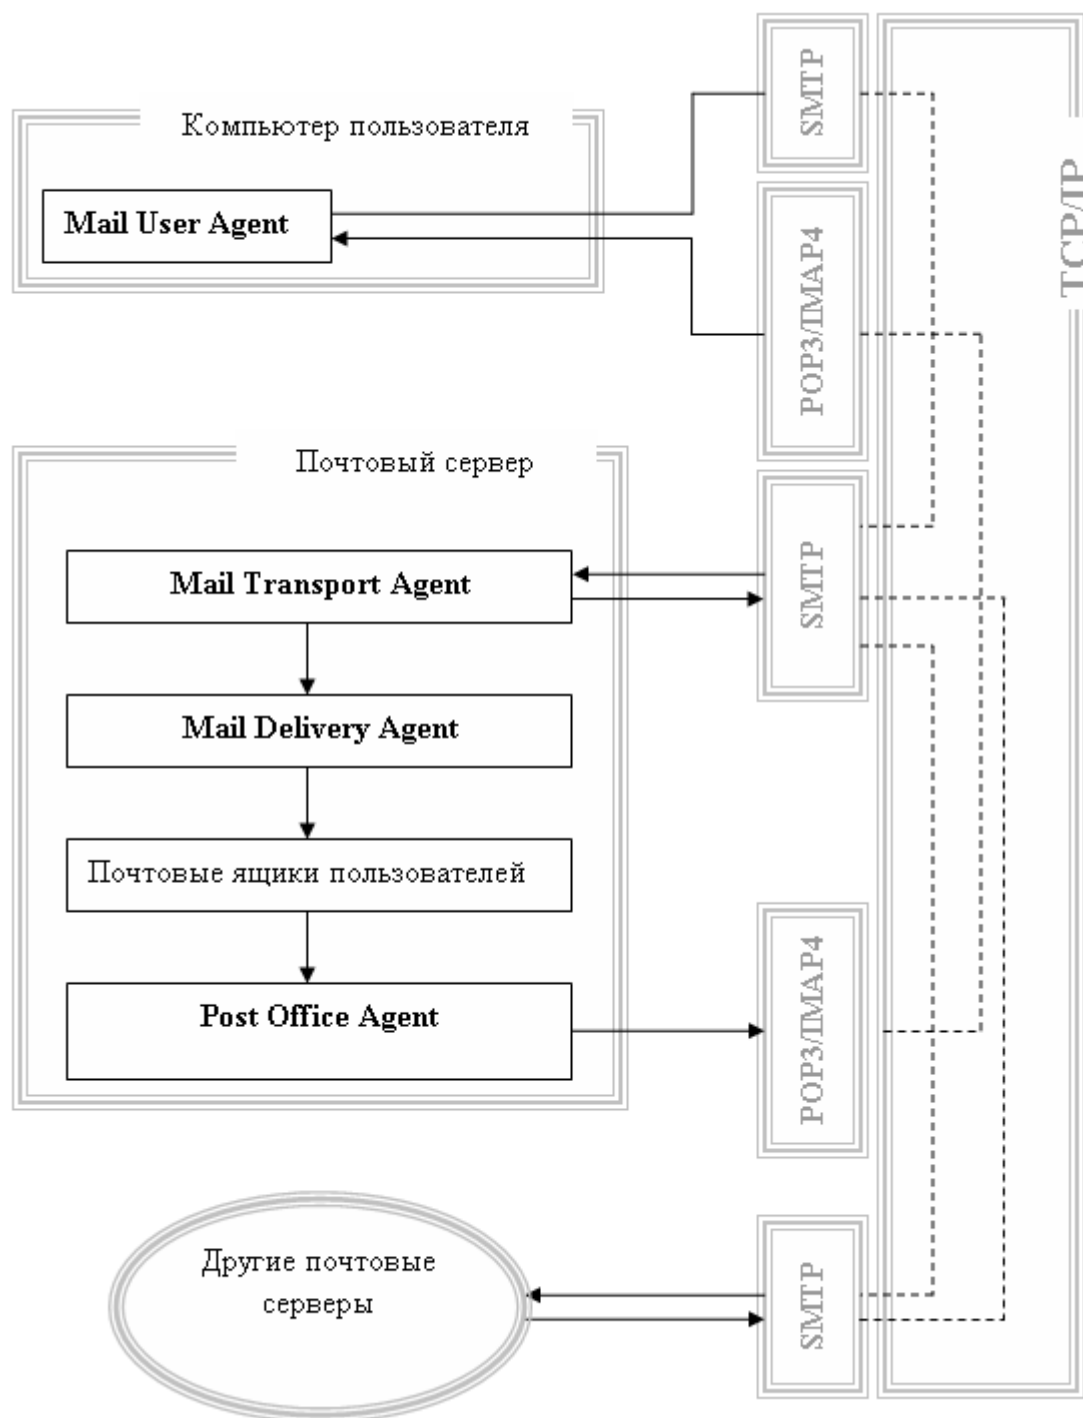 SMTP
Компьютер пользователя
Mail User Agent
POP3/IMAP4
TCP/IP
Почтовый сервер
Mail Transport Agent
SMTP
Mail Delivery Agent
Почтовые ящики пользователей
Post Office Agent
POP3/IMAP4
Другие почтовые
серверы
SMTP